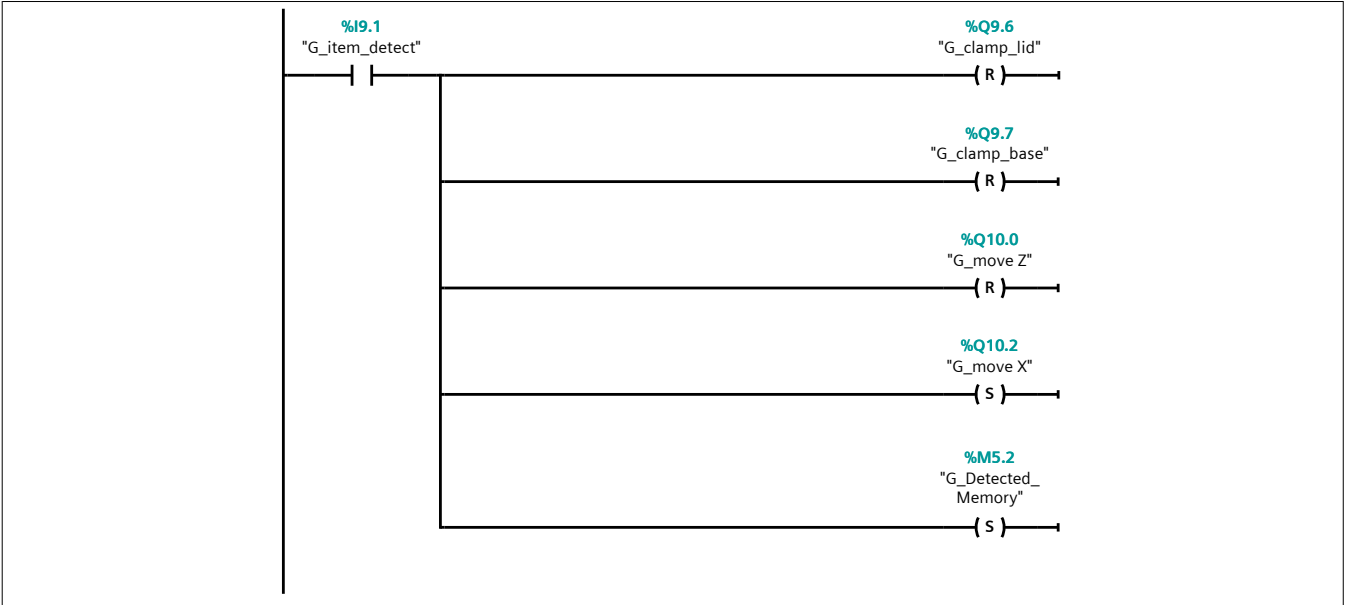 %I9.1
"G_item_detect"
%Q9.6
"G_clamp_lid"
R
%Q9.7
"G_clamp_base"
R
%Q10.0
"G_move Z"
R
%Q10.2
"G_move X"
S
%M5.2
"G_Detected_
Memory"
S